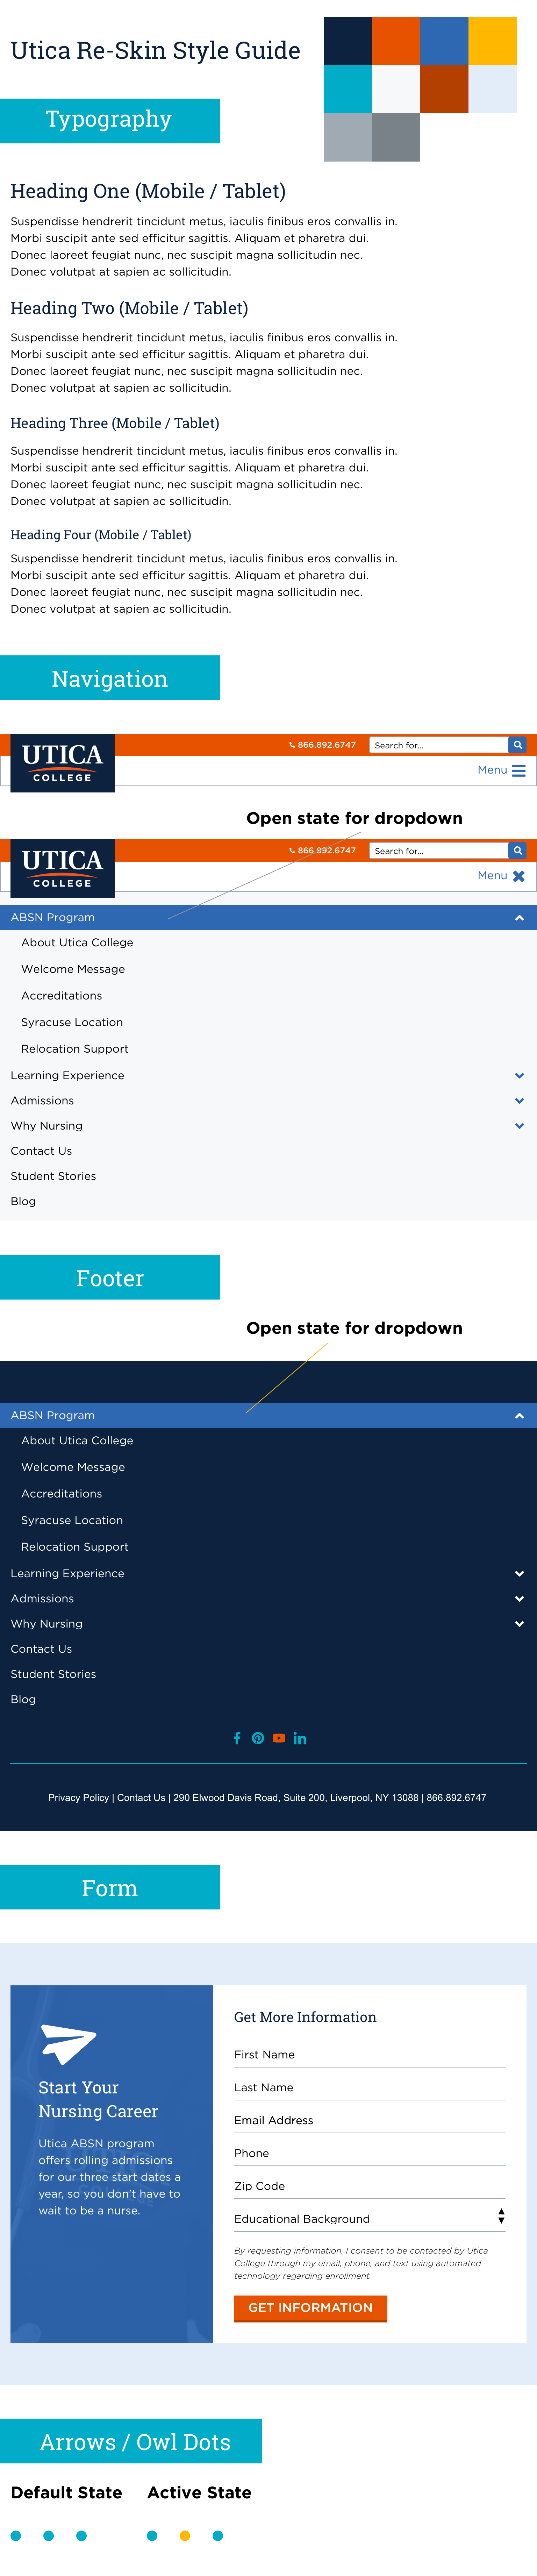 Utica Re-Skin Style Guide
Typography
Heading One (Mobile / Tablet)
Suspendisse hendrerit tincidunt metus, iaculis finibus eros convallis in.
Morbi suscipit ante sed efficitur sagittis. Aliquam et pharetra dui.
Donec laoreet feugiat nunc, nec suscipit magna sollicitudin nec.
Donec volutpat at sapien ac sollicitudin.
Heading Two (Mobile / Tablet)
Suspendisse hendrerit tincidunt metus, iaculis finibus eros convallis in.
Morbi suscipit ante sed efficitur sagittis. Aliquam et pharetra dui.
Donec laoreet feugiat nunc, nec suscipit magna sollicitudin nec.
Donec volutpat at sapien ac sollicitudin.
Heading Three (Mobile / Tablet)
Suspendisse hendrerit tincidunt metus, iaculis finibus eros convallis in.
Morbi suscipit ante sed efficitur sagittis. Aliquam et pharetra dui.
Donec laoreet feugiat nunc, nec suscipit magna sollicitudin nec.
Donec volutpat at sapien ac sollicitudin.
Heading Four (Mobile / Tablet)
Suspendisse hendrerit tincidunt metus, iaculis finibus eros convallis in.
Morbi suscipit ante sed efficitur sagittis. Aliquam et pharetra dui.
Donec laoreet feugiat nunc, nec suscipit magna sollicitudin nec.
Donec volutpat at sapien ac sollicitudin.
Navigation
866.892.6747 Search for...
UTICA
COLLEGE
Menu
Open state for dropdown
866.892.6747 Search for...
UTICA
COLLEGE
Menu
ABSN Program
About Utica College
Welcome Message
Accreditations
Syracuse Location
Relocation Support
Learning Experience
Admissions
Why Nursing
Contact Us
Student Stories
Blog
Footer
Open state for dropdown
ABSN Program
About Utica College
Welcome Message
Accreditations
Syracuse Location
Relocation Support
Learning Experience
Admissions
Why Nursing
Contact Us
Student Stories
Blog
Privacy Policy | Contact Us | 290 Elwood Davis Road, Suite 200, Liverpool, NY 13088 | 866.892.6747
Form
Start Your
Nursing Career
Utica ABSN program
offers rolling admissions
for our three start dates a
year, so you don't have to
wait to be a nurse.
Get More Information
First Name
Last Name
Email Address
Phone
Zip Code
Educational Background
By requesting information, I consent to be contacted by Utica
College through my email, phone, and text using automated
technology regarding enrollment.
GET INFORMATION
Arrows / Owl Dots
Default State Active State